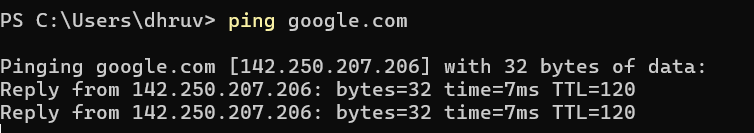 PS C:\Users\dhruv> ping google.com
Pinging google.com [142.250.207.206] with 32 bytes of data:
Reply from 142.250.207.206: bytes=32 time=7ms TTL=120
Reply from 142.250.207.206: bytes=32 time=7ms TTL=120